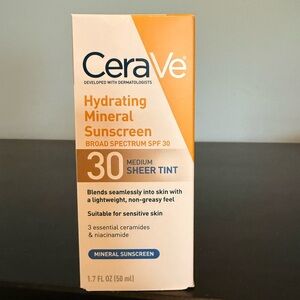 CeraVe
DEVELOPED WITH DERMATOLOGISTS
Hydrating
Mineral
Sunscreen
BROAD SPECTRUM SPF 30
30 MEDIUM
SHEER TINT
Blends seamlessly into skin with
a lightweight, non-greasy feel
Suitable for sensitive skin
3 essential ceramides
& niacinamide
MINERAL SUNSCREEN
1.7 FL OZ (50 ml)